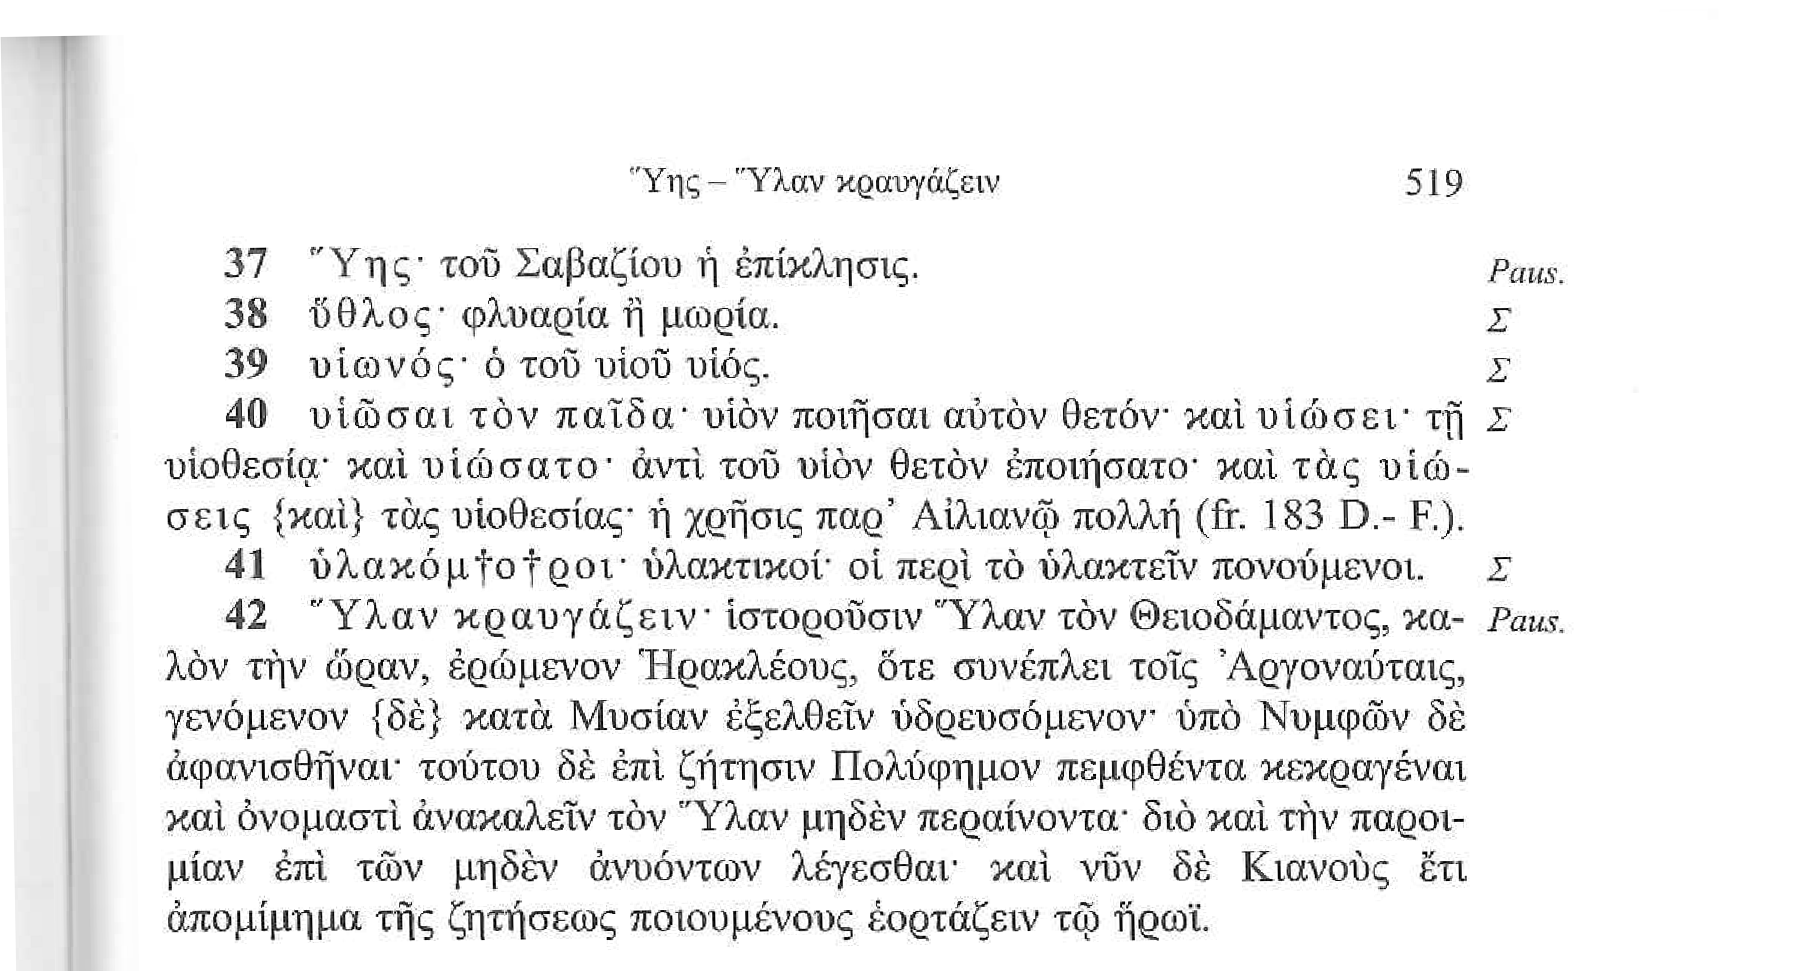 Ὕης – Ὕλαν κραυγάζειν 519
37 Ὕης· τοῦ Σαβαζίου ἡ ἐπίκλησις. Paus.
38 ὕθλος· φλυαρία ἢ μωρία. Σ
39 υἱωνός· ὁ τοῦ υἱοῦ υἱός. Σ
40 υἱῶσαι τὸν παῖδα· υἱὸν ποιῆσαι αὐτὸν θετόν· καὶ υἱώσει· τῇ Σ
υἱοθεσίᾳ· καὶ υἱώσατο· ἀντὶ τοῦ υἱὸν θετὸν ἐποιήσατο· καὶ τὰς υἱώ-
σεις {καὶ} τὰς υἱοθεσίας· ἡ χρῆσις παρ’ Αἰλιανῷ πολλή (fr. 183 D.- F.).
41 ὑλακόμ†ο†ροι· ὑλακτικοί· οἱ περὶ τὸ ὑλακτεῖν πονούμενοι. Σ
42 Ὕλαν κραυγάζειν· ἱστοροῦσιν Ὕλαν τὸν Θειοδάμαντος, κα- Paus.
λὸν τὴν ὥραν, ἐρώμενον Ἡρακλέους, ὅτε συνέπλει τοῖς Ἀργοναύταις,
γενόμενον {δὲ} κατὰ Μυσίαν ἐξελθεῖν ὑδρευσόμενον· ὑπὸ Νυμφῶν δὲ
ἀφανισθῆναι· τούτου δὲ ἐπὶ ζήτησιν Πολύφημον πεμφθέντα κεκραγέναι
καὶ ὀνομαστὶ ἀνακαλεῖν τὸν Ὕλαν μηδὲν περαίνοντα· διὸ καὶ τὴν παροι-
μίαν ἐπὶ τῶν μηδὲν ἀνυόντων λέγεσθαι· καὶ νῦν δὲ Κιανοὺς ἔτι
ἀπομίμημα τῆς ζητήσεως ποιουμένους ἑορτάζειν τῷ ἥρωϊ.